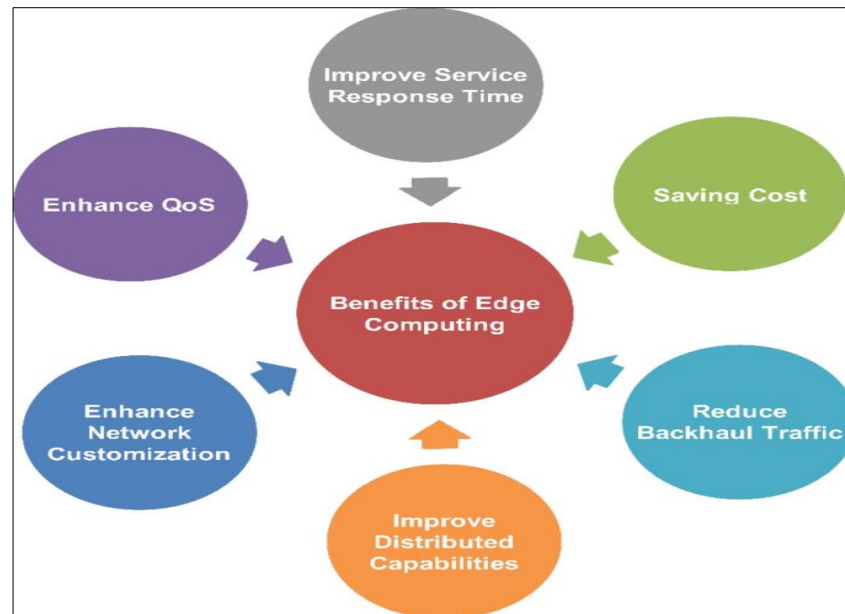 Improve Service
Response Time
Enhance QoS
Saving Cost
Benefits of Edge
Computing
Enhance
Network
Customization
Reduce
Backhaul Traffic
Improve
Distributed
Capabilities